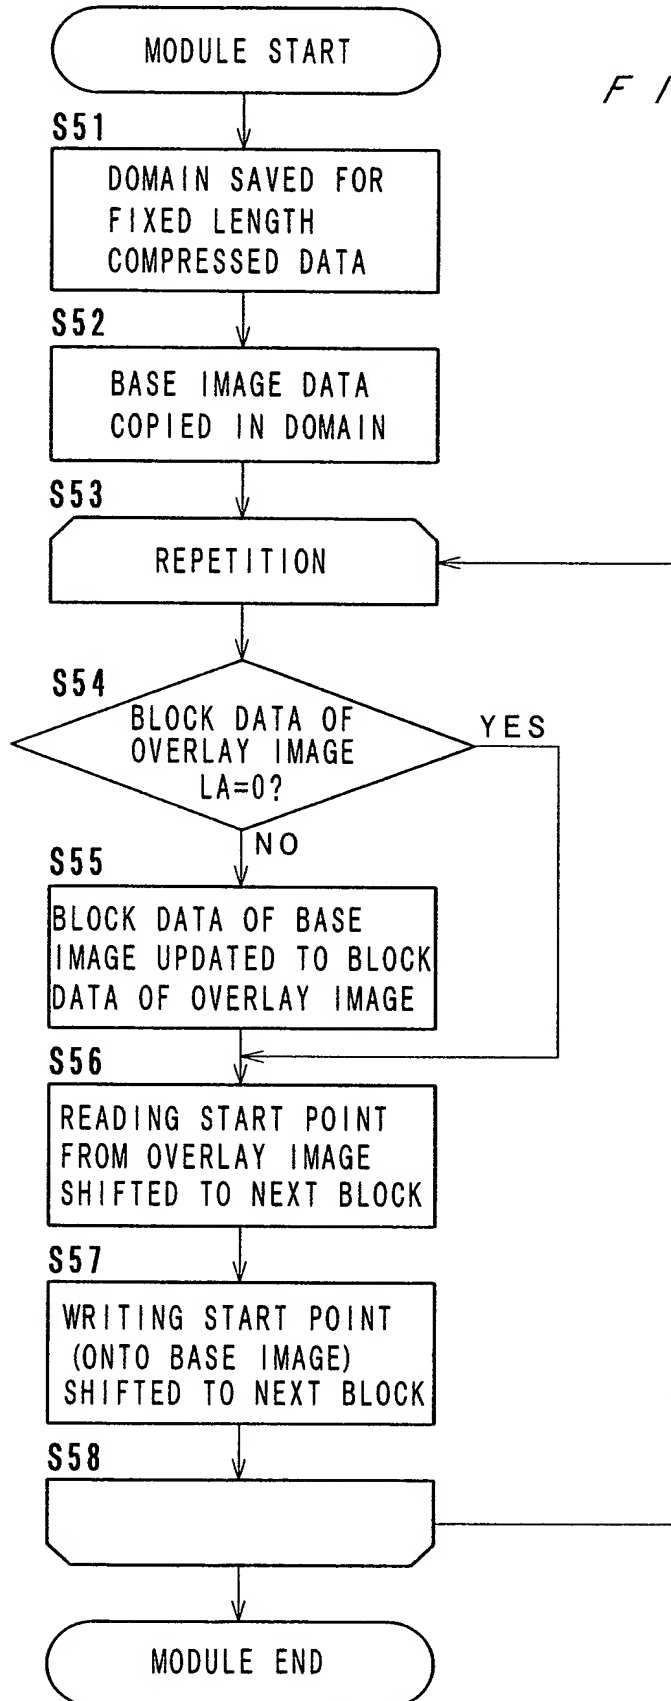 MODULE START
F I
S51
DOMAIN SAVED FOR
FIXED LENGTH
COMPRESSED DATA
S52
BASE IMAGE DATA
COPIED IN DOMAIN
S53
REPETITION
S54
BLOCK DATA OF
OVERLAY IMAGE
LA=0?
YES
NO
S55
BLOCK DATA OF BASE
IMAGE UPDATED TO BLOCK
DATA OF OVERLAY IMAGE
S56
READING START POINT
FROM OVERLAY IMAGE
SHIFTED TO NEXT BLOCK
S57
WRITING START POINT
(ONTO BASE IMAGE)
SHIFTED TO NEXT BLOCK
S58
MODULE END